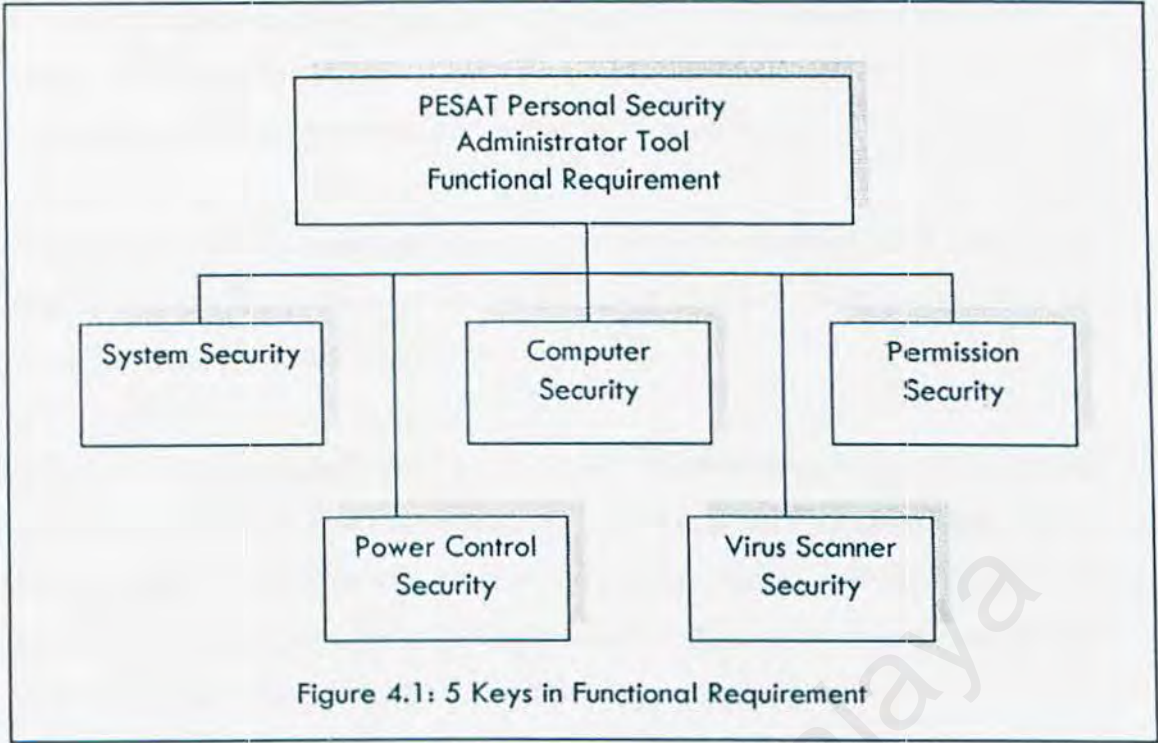 PESAT Personal Security
Administrator Tool
Functional Requirement
System Security
Computer
Security
Permission
Security
Power Control
Security
Virus Scanner
Security
Figure 4.1: 5 Keys in Functional Requirement